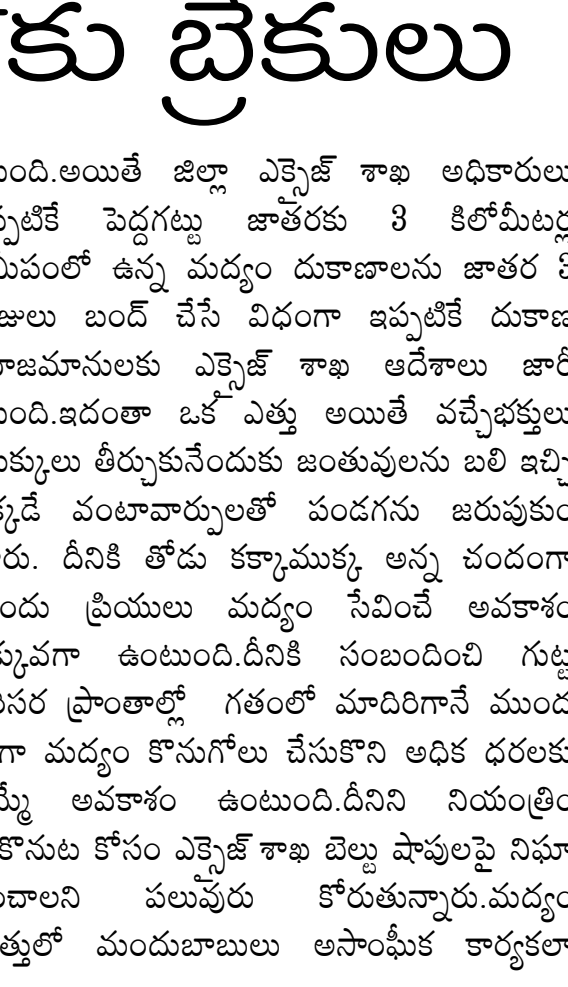 కు బ్రేకులు
ుంది.అయితే జిల్లా ఎక్సైజ్ శాఖ అధికారులు
ప్పటికే పెద్దగట్టు జాతరకు 3 కిలోమీటర్ల
మీపంలో ఉన్న మద్యం దుకాణాలను జాతర 3
జులు బంద్ చేసే విధంగా ఇప్పటికే దుకాణ
ాజమానులకు ఎక్సైజ్ శాఖ ఆదేశాలు జారీ
ుంది.ఇదంతా ఒక ఎత్తు అయితే వచ్చేభక్తులు
ుక్కులు తీర్చుకునేందుకు జంతువులను బలి ఇచ్చి
క్కడే వంటావార్పులతో పండగను జరుపుకుం
ారు. దీనికి తోడు కక్కాముక్క అన్న చందంగా
ందు ప్రియులు మద్యం సేవించే అవకాశం
క్కువగా ఉంటుంది.దీనికి సంబందించి గుట్ట
ిసర ప్రాంతాల్లో గతంలో మాదిరిగానే ముంద
గా మద్యం కొనుగోలు చేసుకొని అధిక ధరలకు
మ్మే అవకాశం ఉంటుంది.దీనిని నియంత్రిం
కొనుట కోసం ఎక్సైజ్ శాఖ బెల్టు షాపులపై నిఘా
ంచాలని పలువురు కోరుతున్నారు.మద్యం
త్తులో మందుబాబులు అసాంఘీక కార్యకలా